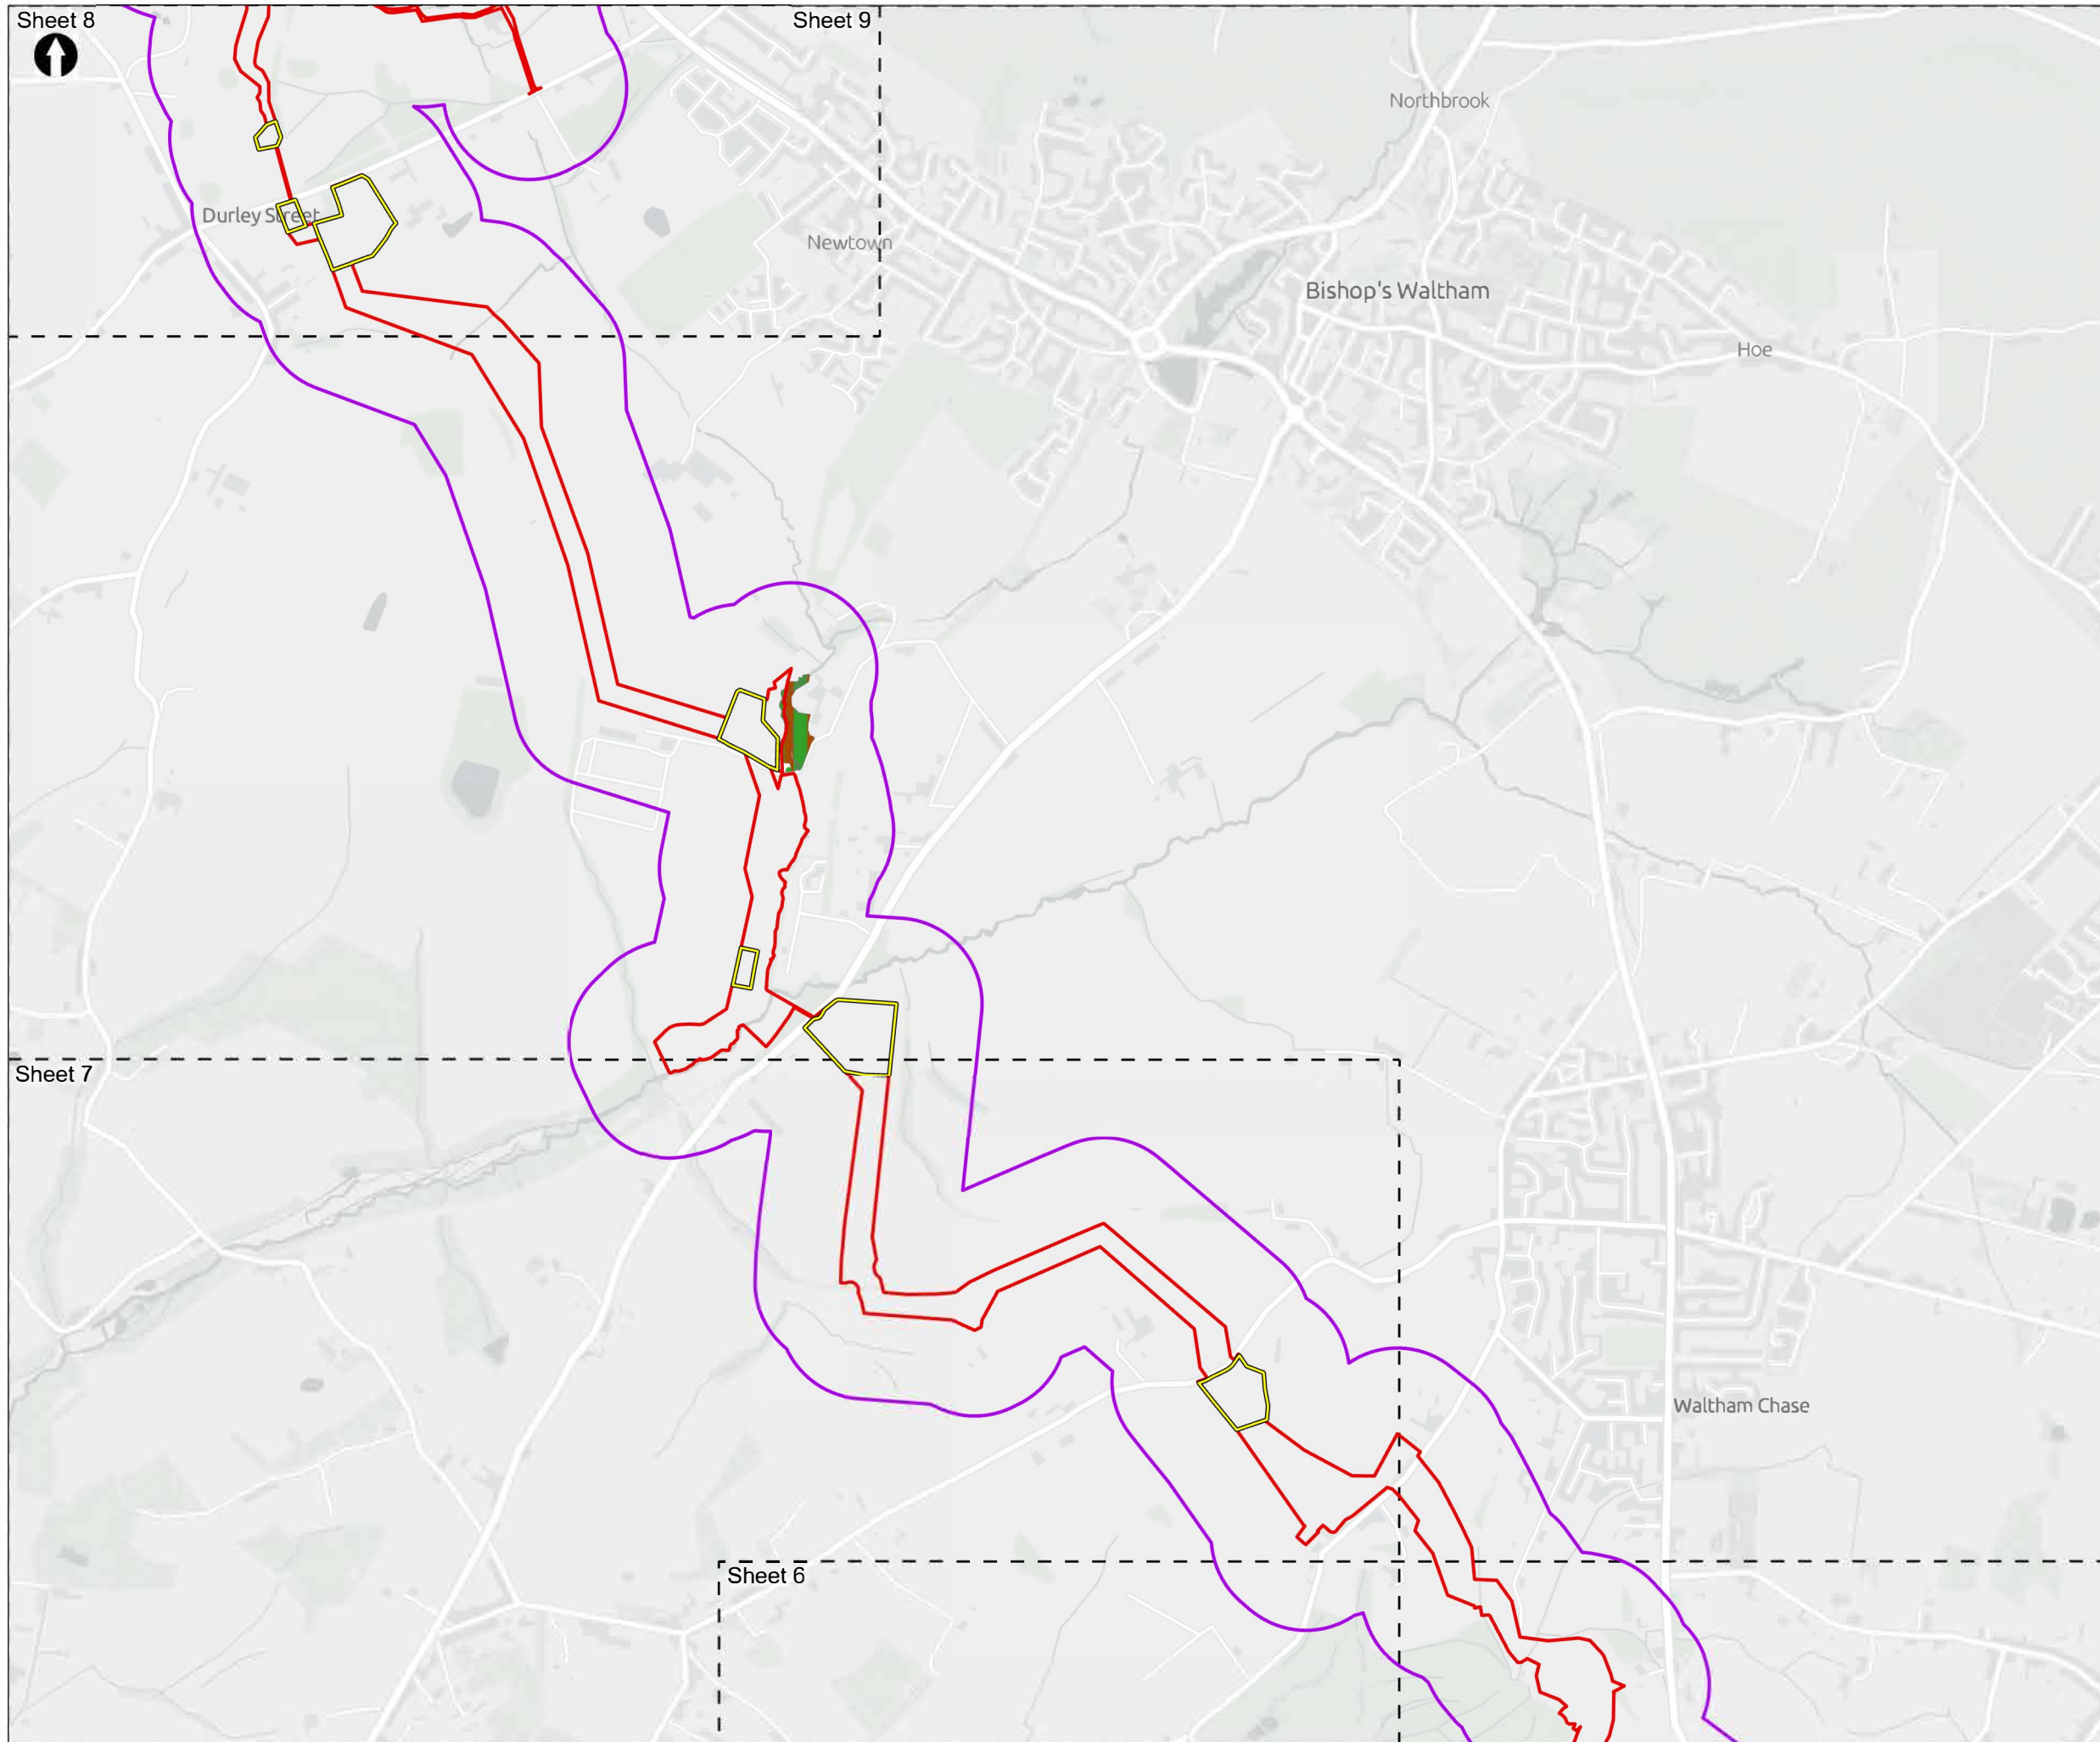 Sheet 8
Sheet 9
Northbrook
Durley Street
Newtown
Bishop's Waltham
Hoe
Sheet 7
Waltham Chase
Sheet 6